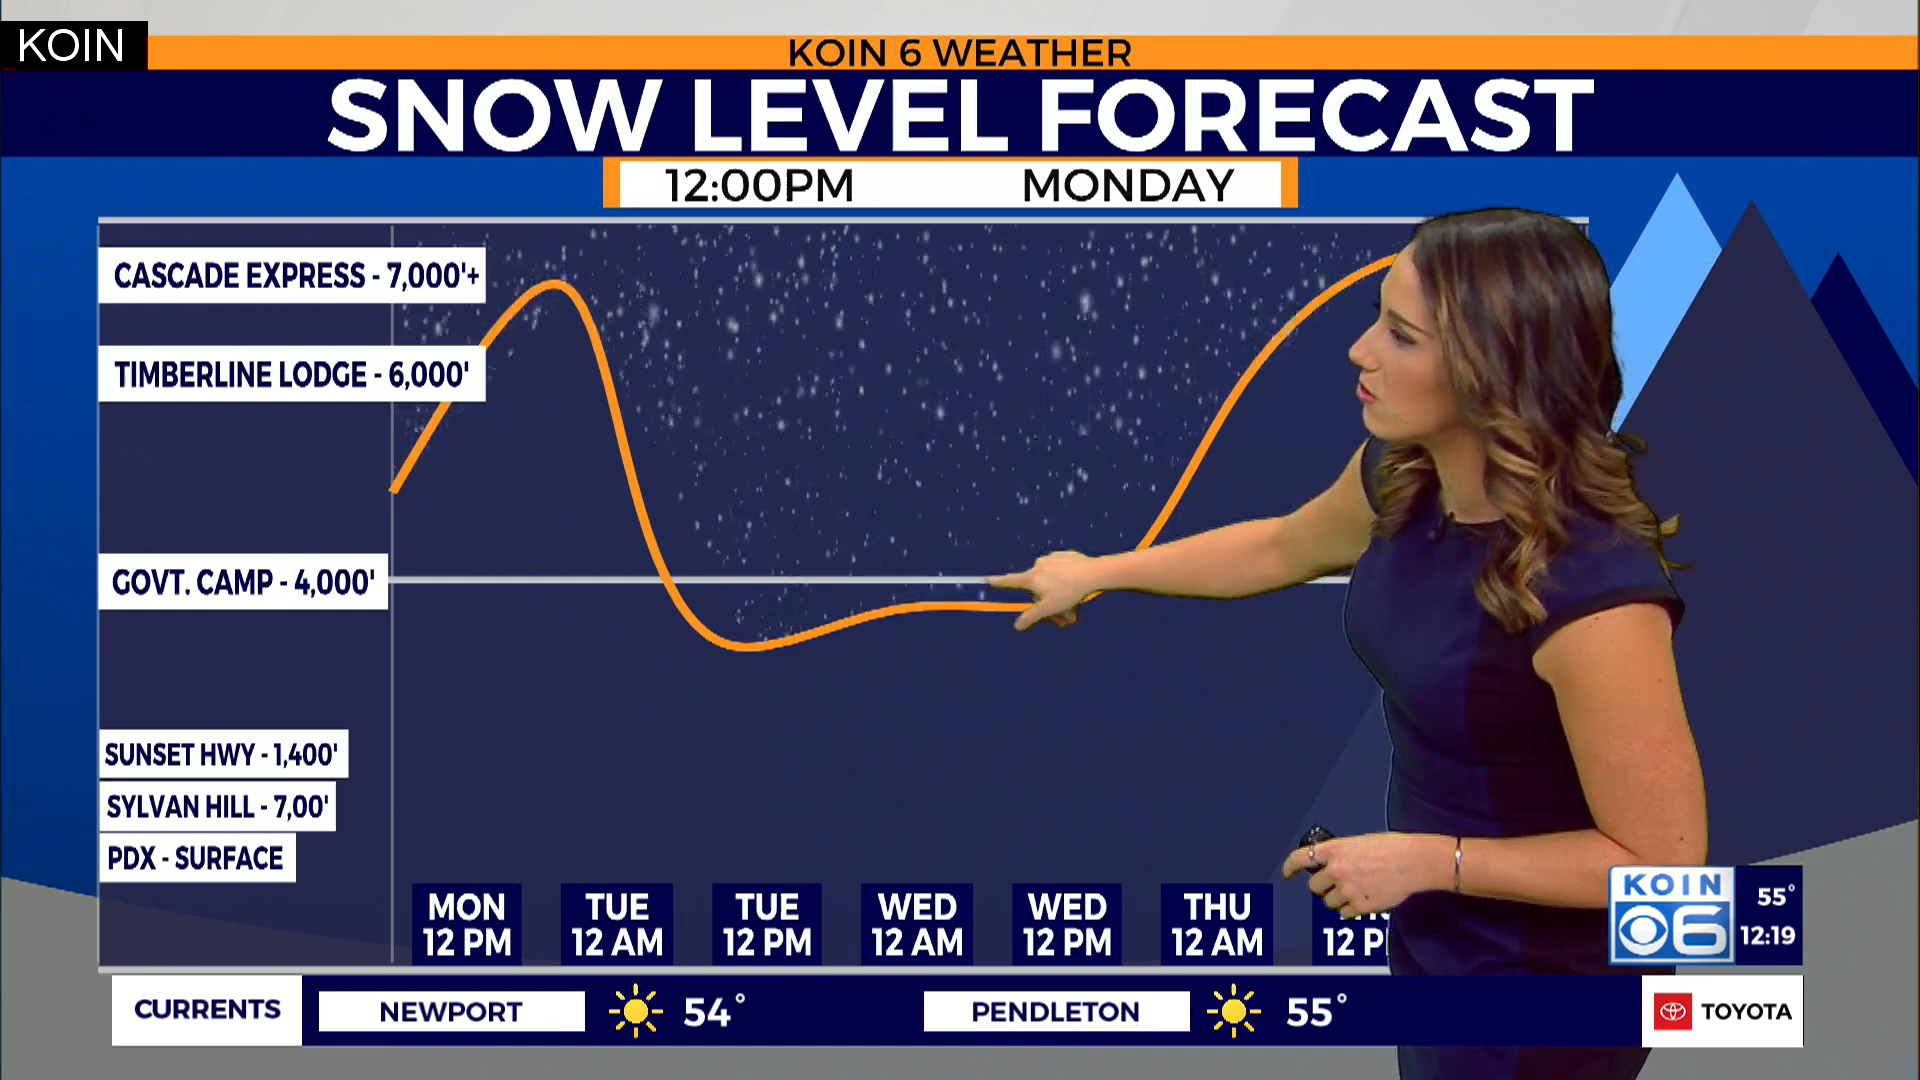 KOIN
KOIN 6 WEATHER
SNOW LEVEL FORECAST
12:00PM MONDAY
CASCADE EXPRESS - 7,000'+
TIMBERLINE LODGE - 6,000'
GOVT. CAMP - 4,000'
SUNSET HWY - 1,400'
SYLVAN HILL - 7,00'
PDX - SURFACE
MON 12 PM
TUE 12 AM
TUE 12 PM
WED 12 AM
WED 12 PM
THU 12 AM
12 P
KOIN 6
55°
12:19
CURRENTS NEWPORT 54° PENDLETON 55° TOYOTA